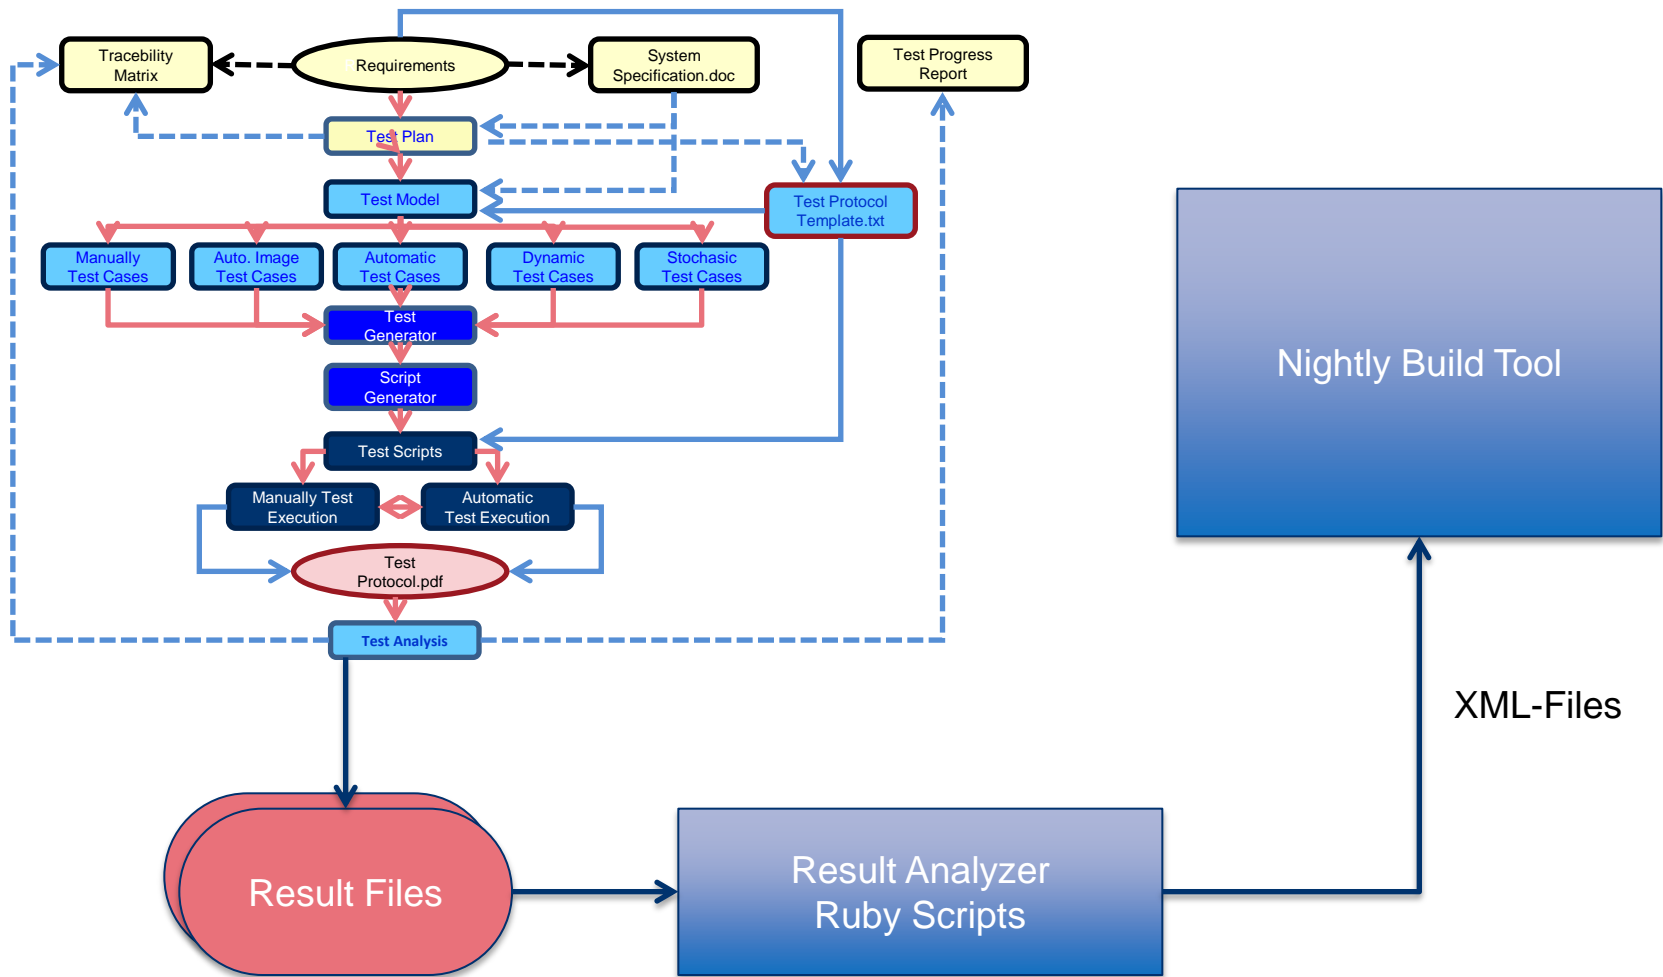 Tracebility
Matrix
Requirements
System
Specification.doc
Test Progress
Report
Test Plan
Test Model
Test Protocol
Template.txt
Manually
Test Cases
Auto. Image
Test Cases
Automatic
Test Cases
Dynamic
Test Cases
Stochasic
Test Cases
Test
Generator
Script
Generator
Test Scripts
Manually Test
Execution
Automatic
Test Execution
Test
Protocol.pdf
Test Analysis
Nightly Build Tool
XML-Files
Result Files
Result Analyzer
Ruby Scripts